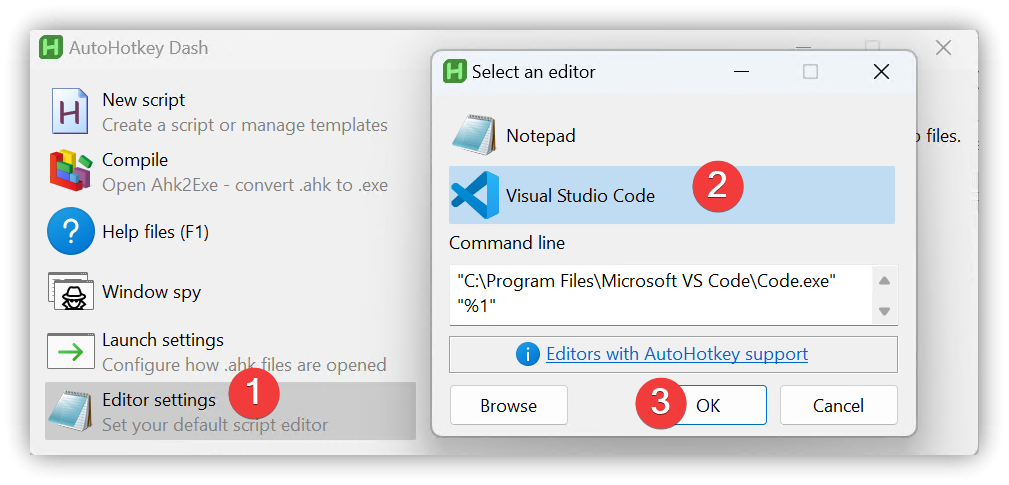 AutoHotkey Dash
New script
Create a script or manage templates
Compile
Open Ahk2Exe - convert .ahk to .exe
Help files (F1)
Window spy
Launch settings
Configure how .ahk files are opened
Editor settings
1
Set your default script editor
Select an editor
files.
Notepad
Visual Studio Code
2
Command line
"C:\Program Files\Microsoft VS Code\Code.exe"
"%1"
Editors with AutoHotkey support
Browse
3
OK
Cancel